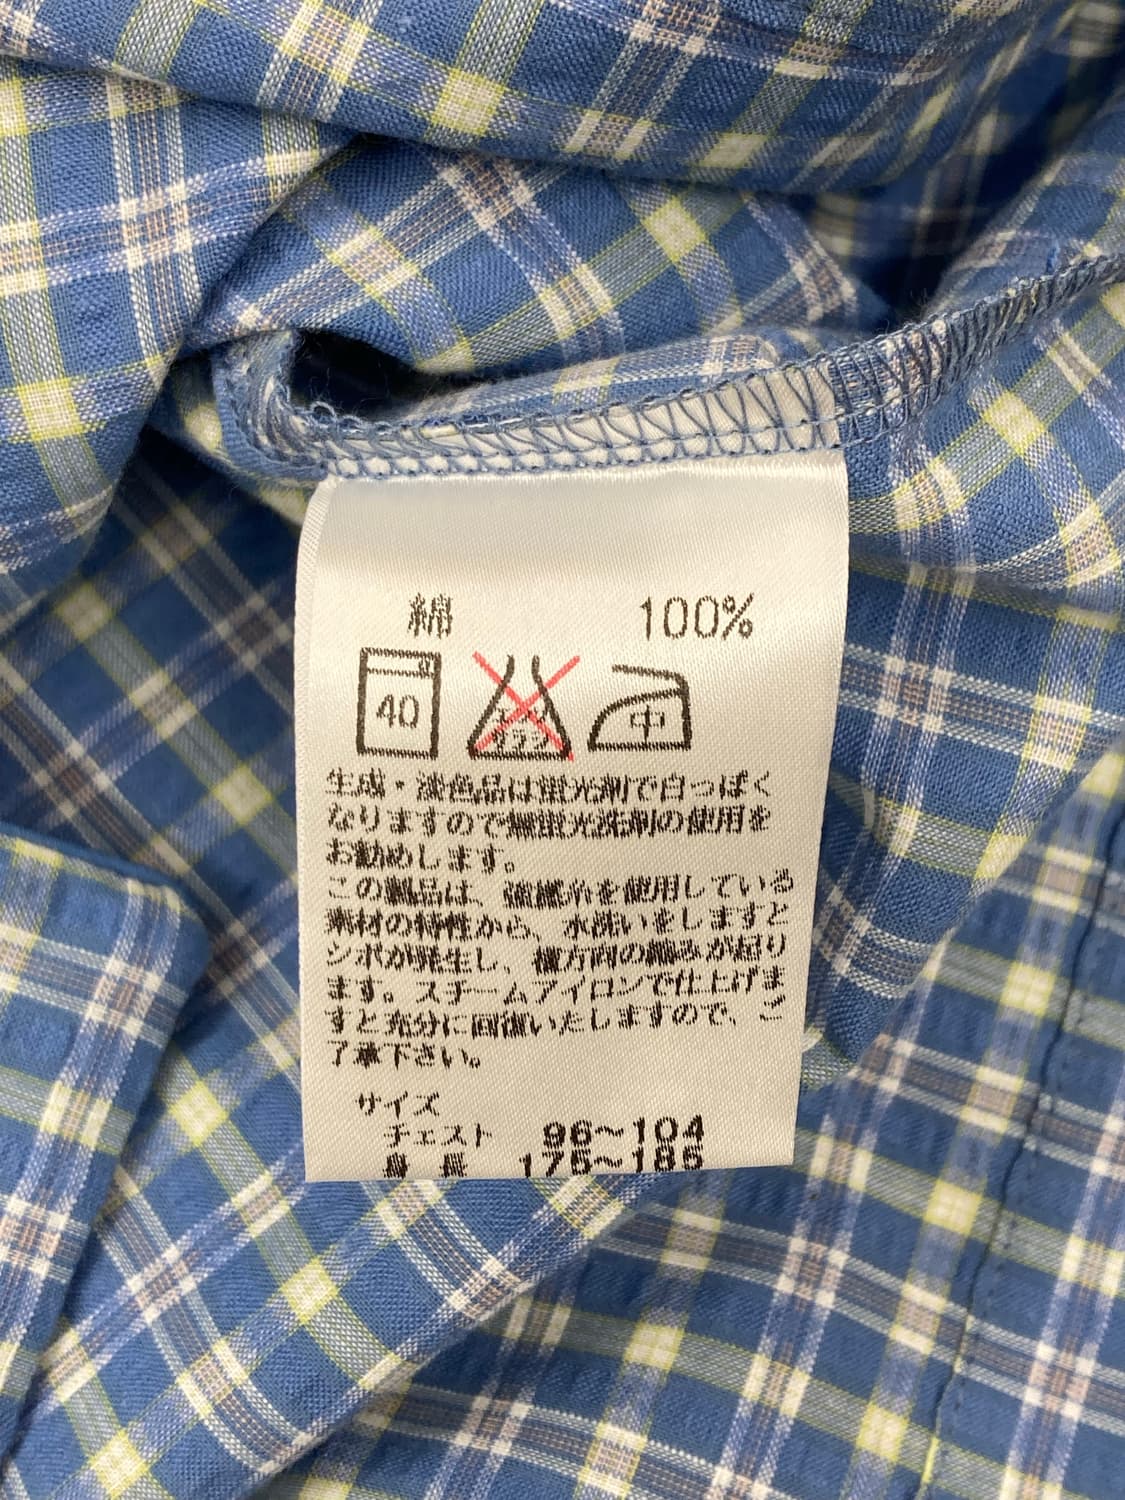 綿 100%
40 エンソ サラシ 中
生成・淡色品は蛍光剤で白っぽく
なりますので無蛍光洗剤の使用を
お勧めします。
この製品は、強撚糸を使用している
素材の特性から、水洗いをしますと
シボが発生し、横方向の縮みが起り
ます。スチームアイロンで仕上げま
すと充分に回復いたしますので、ご
了承下さい。
サイズ
チェスト 96〜104
身長 175〜185